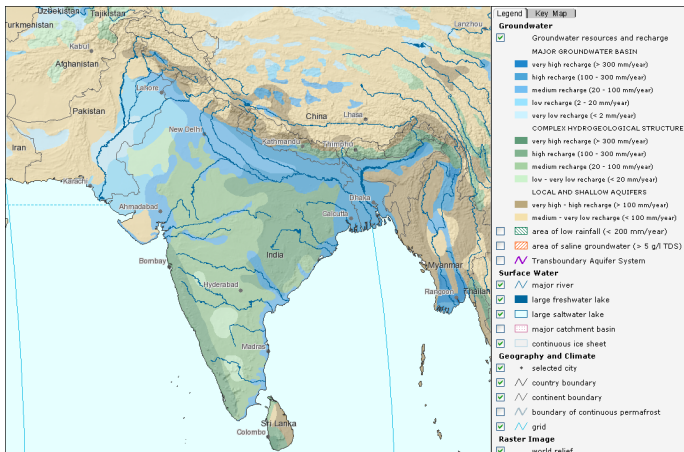 Legend Key Map
Groundwater
Groundwater resources and recharge
MAJOR GROUNDWATER BASIN
very high recharge (> 300 mm/year)
high recharge (100 - 300 mm/year)
medium recharge (20 - 100 mm/year)
low recharge (2 - 20 mm/year)
very low recharge (< 2 mm/year)
COMPLEX HYDROGEOLOGICAL STRUCTURE
very high recharge (> 300 mm/year)
high recharge (100 - 300 mm/year)
medium recharge (20 - 100 mm/year)
low - very low recharge (< 20 mm/year)
LOCAL AND SHALLOW AQUIFERS
very high - high recharge (> 100 mm/year)
medium - very low recharge (< 100 mm/year)
area of low rainfall (< 200 mm/year)
area of saline groundwater (> 5 g/l TDS)
Transboundary Aquifer System
Surface Water
major river
large freshwater lake
large saltwater lake
major catchment basin
continuous ice sheet
Geography and Climate
selected city
country boundary
continent boundary
boundary of continuous permafrost
grid
Raster Image
world relief
Uzbekistan
Tajikistan
Turkmenistan
Lanzhou
Kabul
Afghanistan
Lahore
Pakistan
China
Lhasa
New Delhi
Kathmandu
Thimphu
Iran
Karachi
Dhaka
Ahmadabad
Calcutta
India
Myanmar
Bombay
Hyderabad
Rangoon
Thailan
Madras
Sri Lanka
Colombo